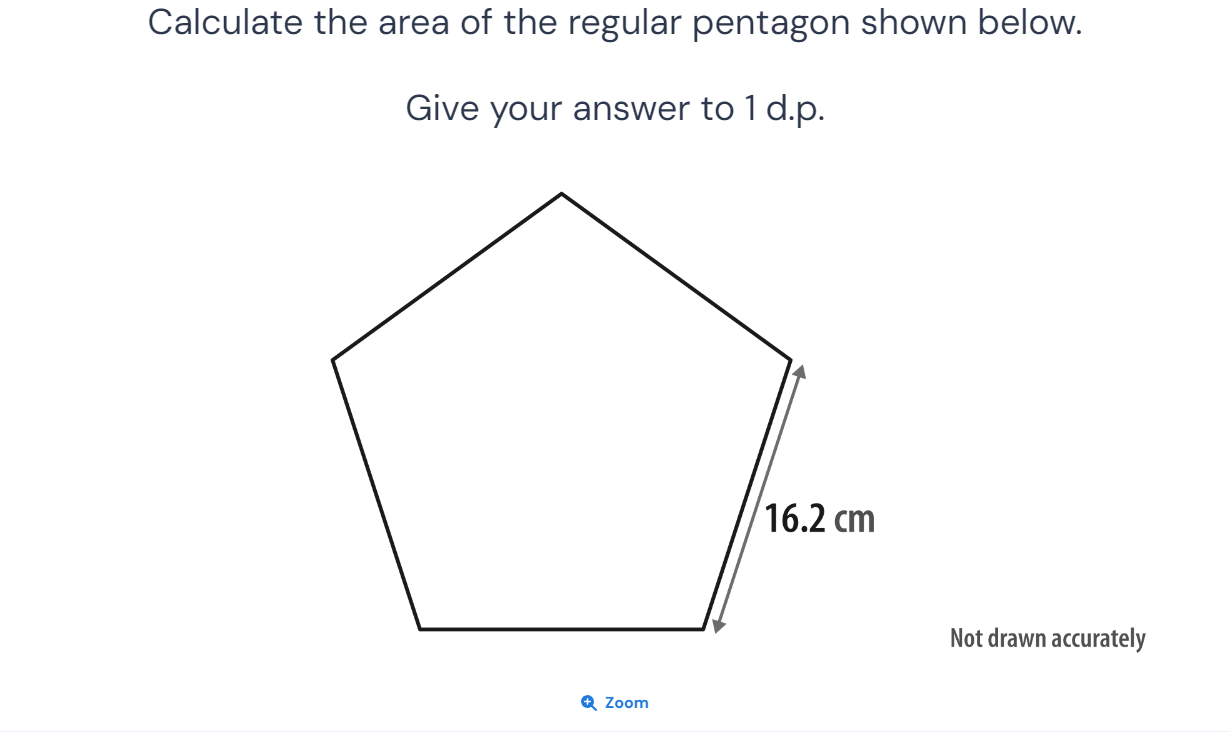 Calculate the area of the regular pentagon shown below.
Give your answer to 1 d.p.
16.2 cm
Not drawn accurately
Zoom